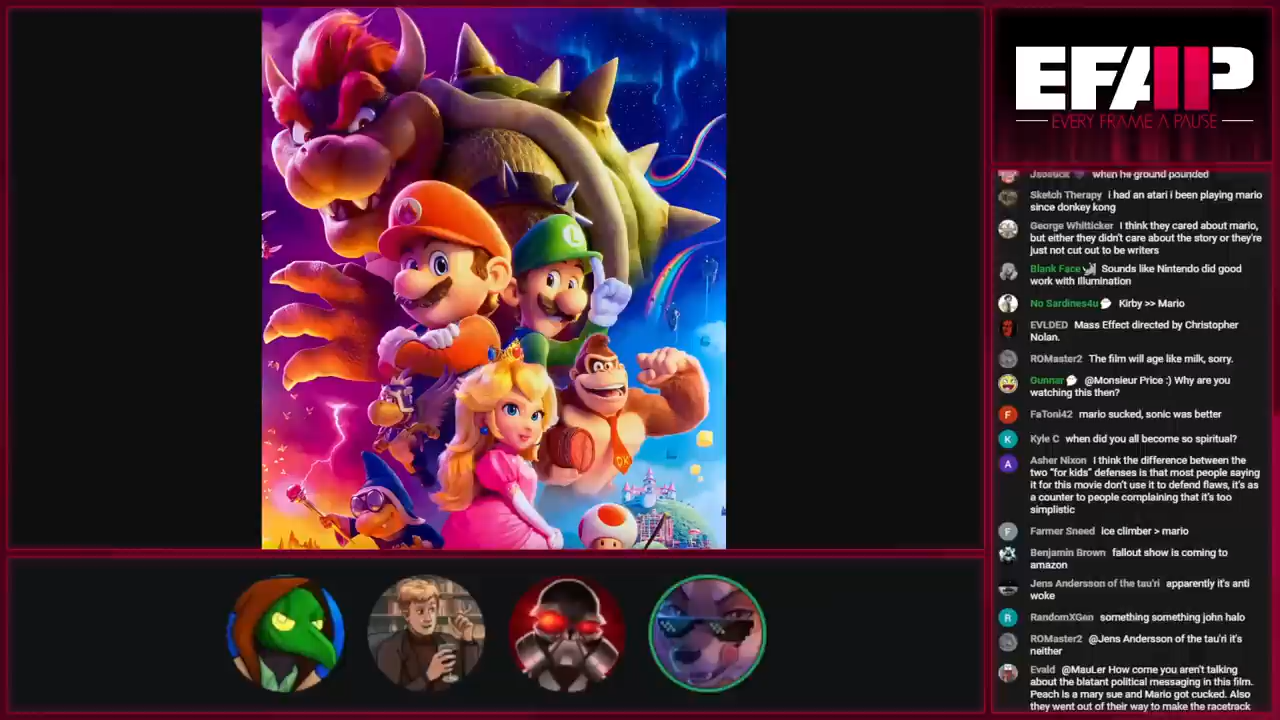 EFAP
EVERY FRAME A PAUSE
when he ground pounded
Sketch Therapy i had an atari i been playing mario
since donkey kong
George Whitticker I think they cared about mario,
but either they didn't care about the story or they're
just not cut out to be writers
Blank Face Sounds like Nintendo did good
work with Illumination
No Sardines4u Kirby >> Mario
EVLDED Mass Effect directed by Christopher
Nolan.
ROMaster2 The film will age like milk, sorry.
Gunnar @Monsieur Price :) Why are you
watching this then?
F FaToni42 mario sucked, sonic was better
K Kyle C when did you all become so spiritual?
Asher Nixon I think the difference between the
A two "for kids" defenses is that most people saying
it for this movie don't use it to defend flaws, it's as
a counter to people complaining that it's too
simplistic
F Farmer Sneed ice climber > mario
Benjamin Brown fallout show is coming to
amazon
Jens Andersson of the tau'ri apparently it's anti
woke
R RandomXGen something something john halo
ROMaster2 @Jens Andersson of the tau'ri it's
neither
Evald @MauLer How come you aren't talking
about the blatant political messaging in this film.
Peach is a mary sue and Mario got cucked. Also
they went out of their way to make the racetrack
L
DK